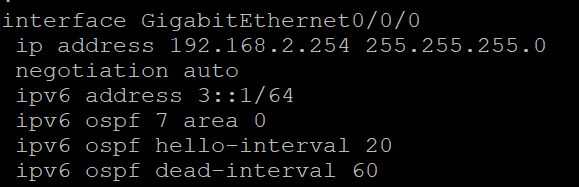 interface GigabitEthernet0/0/0
ip address 192.168.2.254 255.255.255.0
negotiation auto
ipv6 address 3::1/64
ipv6 ospf 7 area 0
ipv6 ospf hello-interval 20
ipv6 ospf dead-interval 60